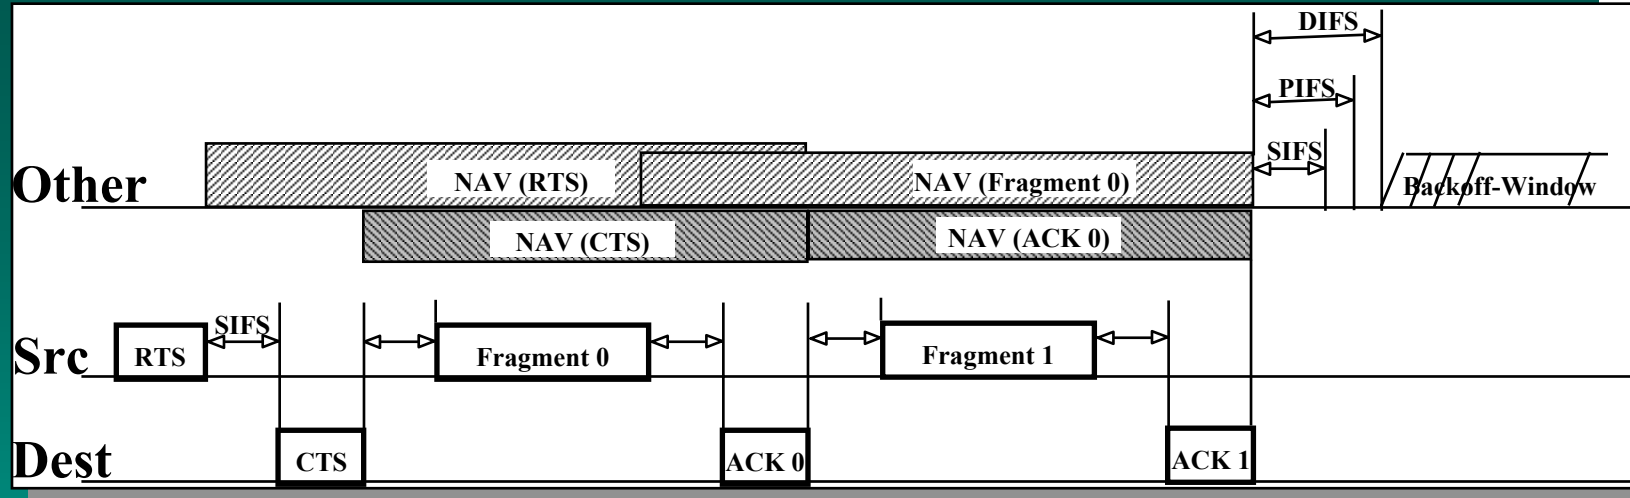 DIFS
PIFS
SIFS
Other
NAV (RTS)
NAV (Fragment 0)
Backoff-Window
NAV (CTS)
NAV (ACK 0)
Src
RTS
SIFS
Fragment 0
Fragment 1
Dest
CTS
ACK 0
ACK 1